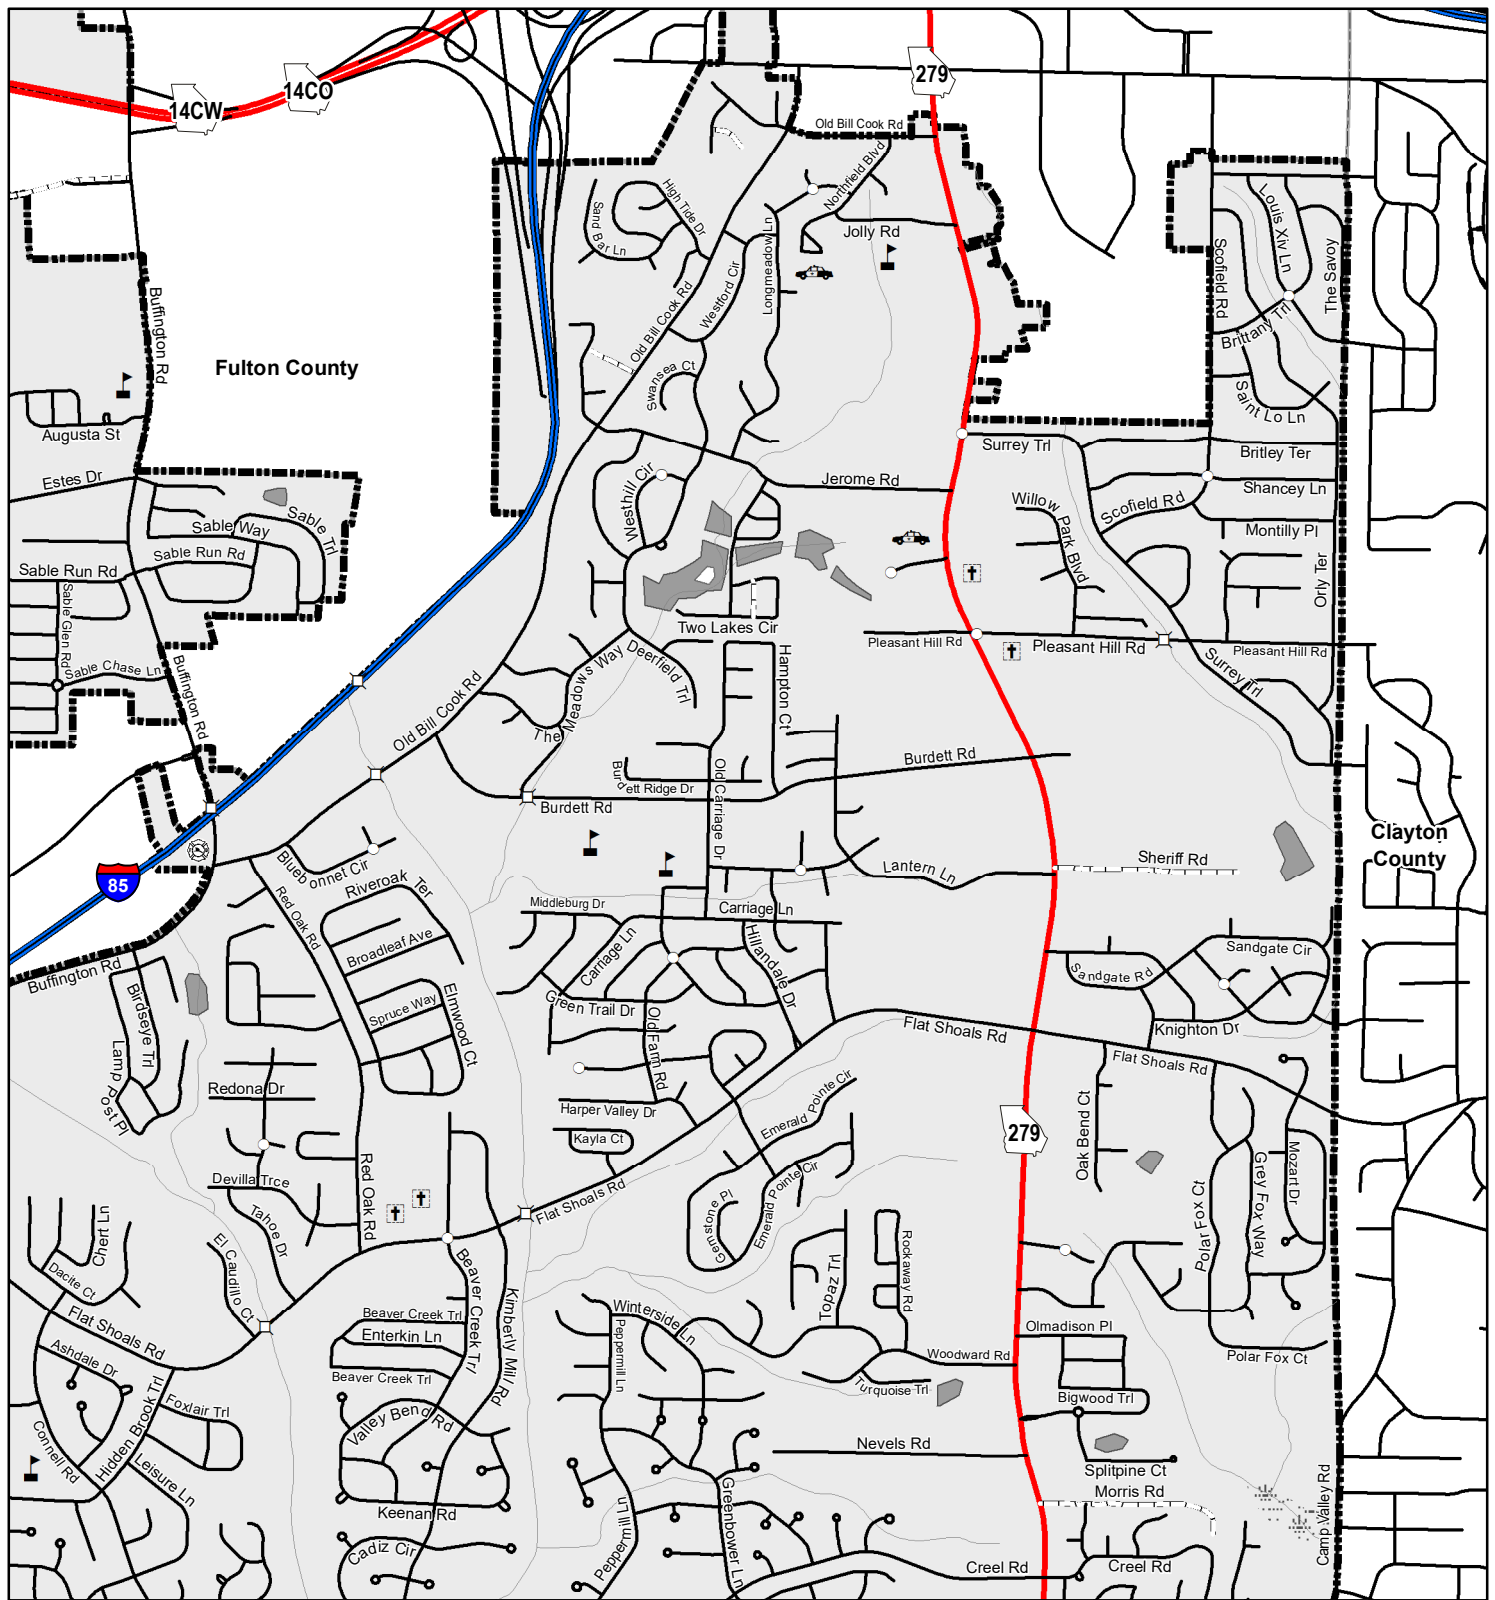 279
14CO
14CW
Old Bill Cook Rd
Northfield Blvd
High Tide Dr
Sand Bar Ln
Longmeadow Ln
Jolly Rd
Louis Xiv Ln
Scofield Rd
The Savoy
Buffington Rd
Westford Cir
Old Bill Cook Rd
Brittany Trl
Fulton County
Swansea Ct
Saint Lo Ln
Augusta St
Surrey Trl
Britley Ter
Estes Dr
Jerome Rd
Shancey Ln
Westhill Cir
Willow Park Blvd
Scofield Rd
Sable Trl
Sable Way
Montilly Pl
Sable Run Rd
Sable Run Rd
Orly Ter
Sable Glen Rd
Two Lakes Cir
Pleasant Hill Rd
Pleasant Hill Rd
Pleasant Hill Rd
Sable Chase Ln
Buffington Rd
Deerfield Trl
Hampton Ct
Surrey Trl
The Meadows Way
Old Bill Cook Rd
Burdett Rd
Burdett Ridge Dr
Old Carriage Dr
Burdett Rd
Clayton
County
Sheriff Rd
Bluebonnet Cir
Lantern Ln
85
Riveroak Ter
Red Oak Rd
Middleburg Dr
Carriage Ln
Broadleaf Ave
Carriage Ln
Hillandale Dr
Sandgate Cir
Sandgate Rd
Buffington Rd
Birdseye Trl
Spruce Way
Elmwood Ct
Green Trail Dr
Old Farm Rd
Flat Shoals Rd
Knighton Dr
Flat Shoals Rd
Lamp Post Pl
Redona Dr
Harper Valley Dr
Emerald Pointe Cir
Oak Bend Ct
279
Kayla Ct
Mozart Dr
Grey Fox Way
Polar Fox Ct
Devilla Trce
Red Oak Rd
Flat Shoals Rd
Gemstone Pl
Emerald Pointe Cir
Tahoe Dr
Chert Ln
El Caudillo Ct
Rockaway Rd
Topaz Trl
Beaver Creek Trl
Kimberly Mill Rd
Dacite Ct
Flat Shoals Rd
Beaver Creek Trl
Enterkin Ln
Winterside Ln
Olmadison Pl
Ashdale Dr
Peppermill Ln
Woodward Rd
Polar Fox Ct
Beaver Creek Trl
Turquoise Trl
Bigwood Trl
Foxlair Trl
Hidden Brook Trl
Valley Bend Rd
Connell Rd
Nevels Rd
Leisure Ln
Splitpine Ct
Morris Rd
Keenan Rd
Greenbower Ln
Peppermill Ln
Camp Valley Rd
Cadiz Cir
Creel Rd
Creel Rd